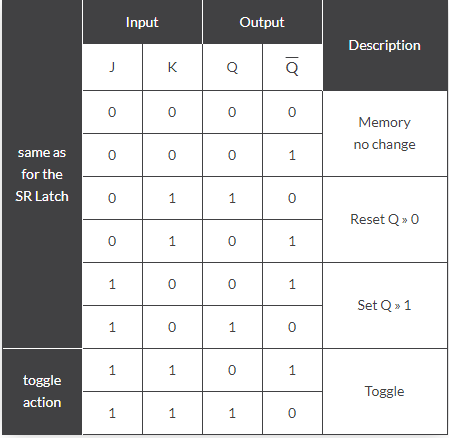 Input Output Description
J K Q Q̅
same as
for the
SR Latch
0 0 0 0 Memory
no change
0 0 0 1
0 1 1 0 Reset Q » 0
0 1 0 1
1 0 0 1 Set Q » 1
1 0 1 0
toggle
action
1 1 0 1 Toggle
1 1 1 0